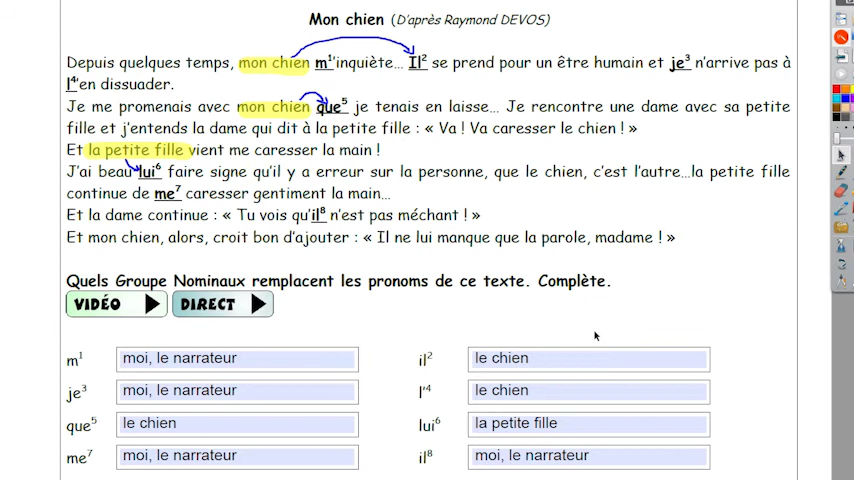 Mon chien (D'après Raymond DEVOS)
Depuis quelques temps, mon chien m¹'inquiète... Il² se prend pour un être humain et je³ n'arrive pas à
l⁴'en dissuader.
Je me promenais avec mon chien que⁵ je tenais en laisse... Je rencontre une dame avec sa petite
fille et j'entends la dame qui dit à la petite fille : « Va ! Va caresser le chien ! »
Et la petite fille vient me caresser la main !
J'ai beau lui⁶ faire signe qu'il y a erreur sur la personne, que le chien, c'est l'autre...la petite fille
continue de me⁷ caresser gentiment la main...
Et la dame continue : « Tu vois qu'il⁸ n'est pas méchant ! »
Et mon chien, alors, croit bon d'ajouter : « Il ne lui manque que la parole, madame ! »
Quels Groupe Nominaux remplacent les pronoms de ce texte. Complète.
VIDÉO DIRECT
m¹ moi, le narrateur il² le chien
je³ moi, le narrateur l'⁴ le chien
que⁵ le chien lui⁶ la petite fille
me⁷ moi, le narrateur il⁸ moi, le narrateur